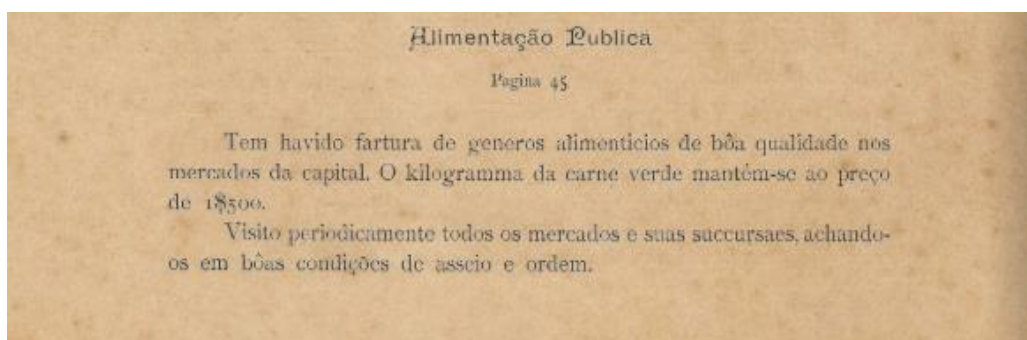 Alimentação Publica
Pagina 45
Tem havido fartura de generos alimenticios de bôa qualidade nos
mercados da capital. O kilogramma da carne verde mantém-se ao preço
de 1$500.
Visito periodicamente todos os mercados e suas succursaes, achando-
os em bôas condições de asseio e ordem.